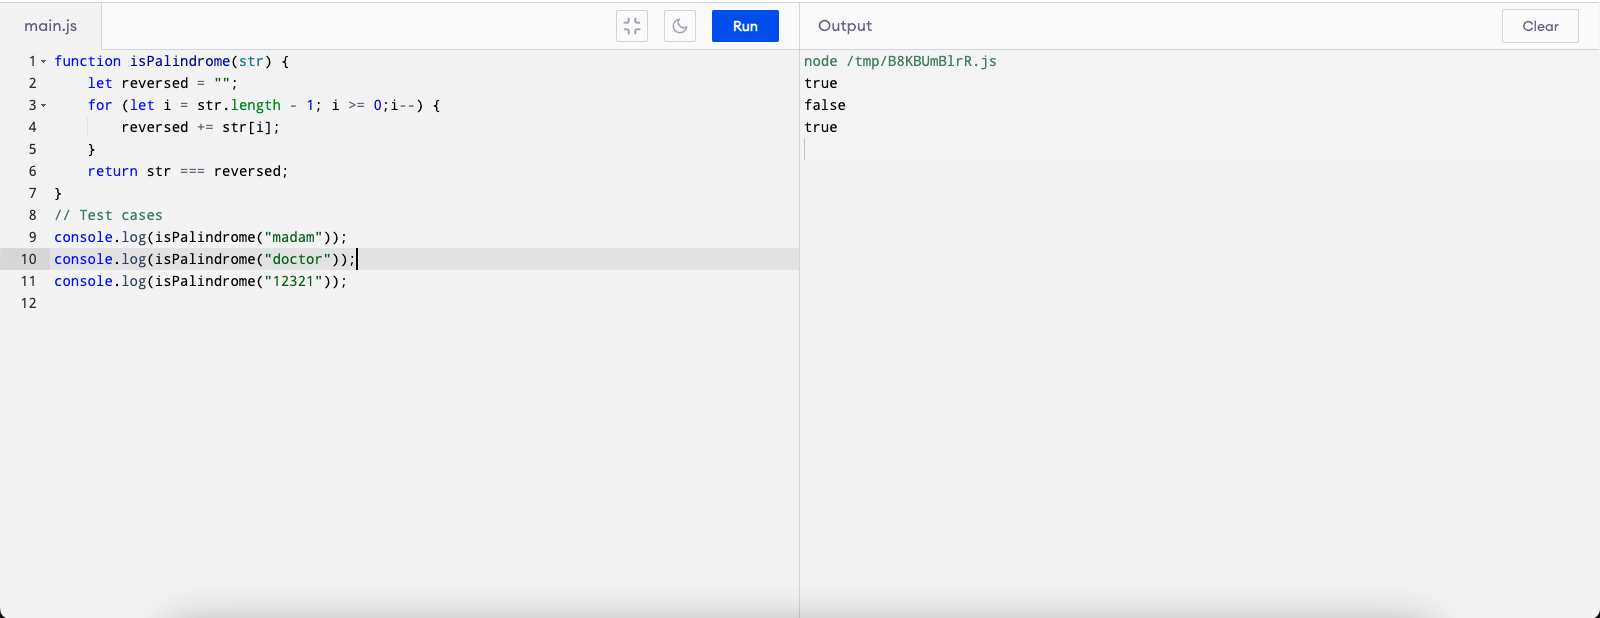 main.js
Run
Output
Clear
1 function isPalindrome(str) {
2     let reversed = "";
3     for (let i = str.length - 1; i >= 0;i--) {
4         reversed += str[i];
5     }
6     return str === reversed;
7 }
8 // Test cases
9 console.log(isPalindrome("madam"));
10 console.log(isPalindrome("doctor"));
11 console.log(isPalindrome("12321"));
12
node /tmp/B8KBUmBlrR.js
true
false
true